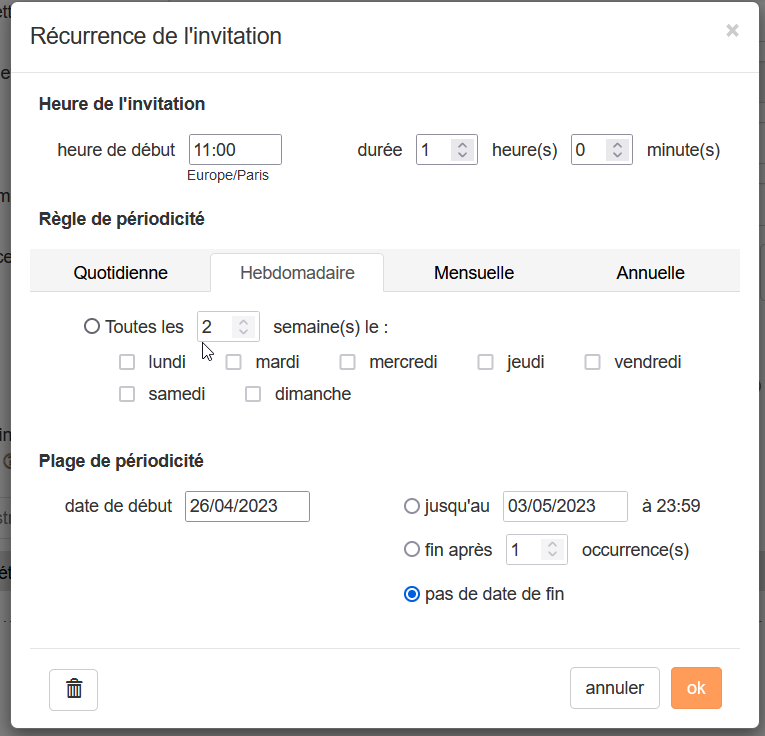 Récurrence de l'invitation ×
Heure de l'invitation
heure de début 11:00 durée 1 heure(s) 0 minute(s)
Europe/Paris
Règle de périodicité
Quotidienne Hebdomadaire Mensuelle Annuelle
Toutes les 2 semaine(s) le :
lundi mardi mercredi jeudi vendredi
samedi dimanche
Plage de périodicité
date de début 26/04/2023 jusqu'au 03/05/2023 à 23:59
fin après 1 occurrence(s)
pas de date de fin
annuler ok